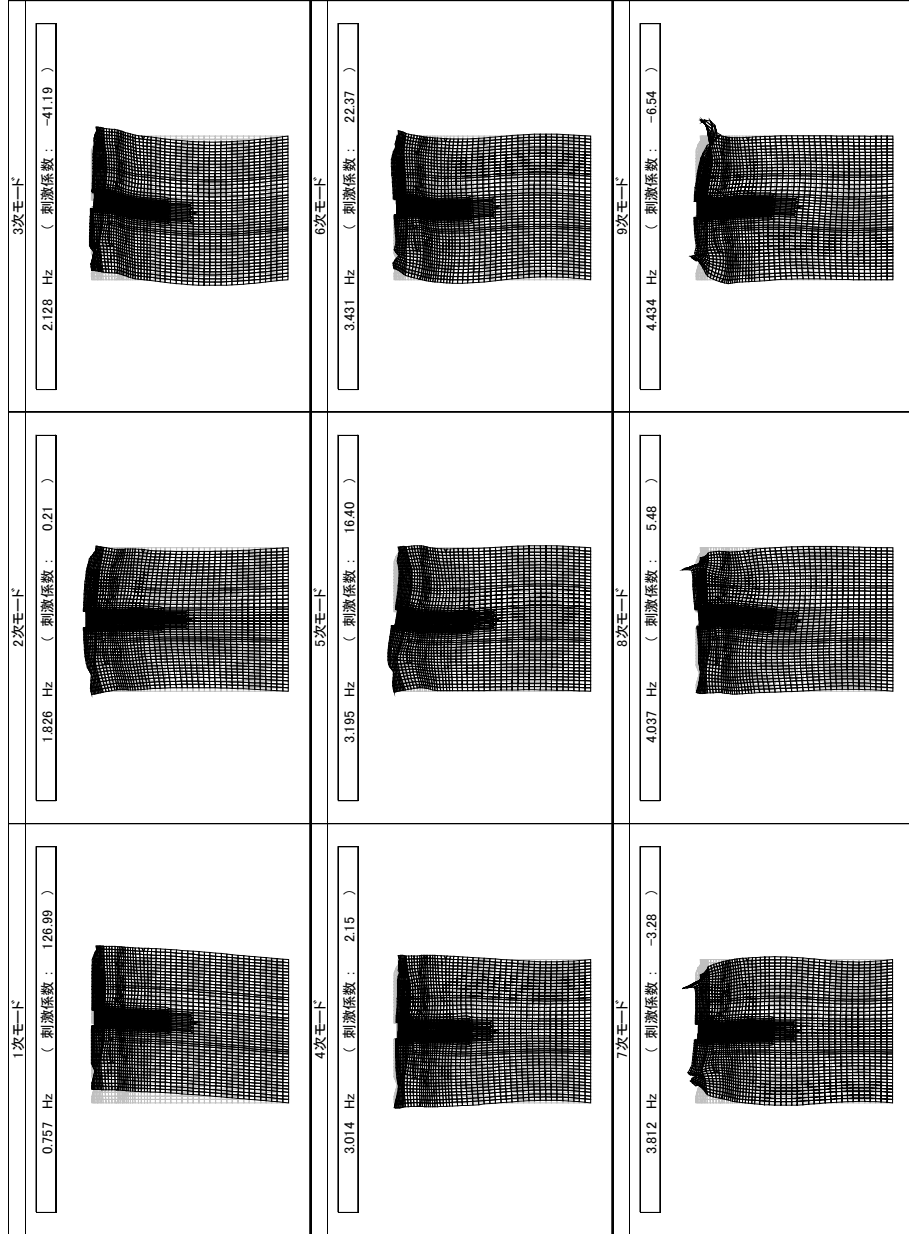 1次モード
0.757 Hz （ 刺激係数： 126.99 ）
2次モード
1.826 Hz （ 刺激係数： 0.21 ）
3次モード
2.128 Hz （ 刺激係数： -41.19 ）
4次モード
3.014 Hz （ 刺激係数： 2.15 ）
5次モード
3.195 Hz （ 刺激係数： 16.40 ）
6次モード
3.431 Hz （ 刺激係数： 22.37 ）
7次モード
3.812 Hz （ 刺激係数： -3.28 ）
8次モード
4.037 Hz （ 刺激係数： 5.48 ）
9次モード
4.434 Hz （ 刺激係数： -6.54 ）